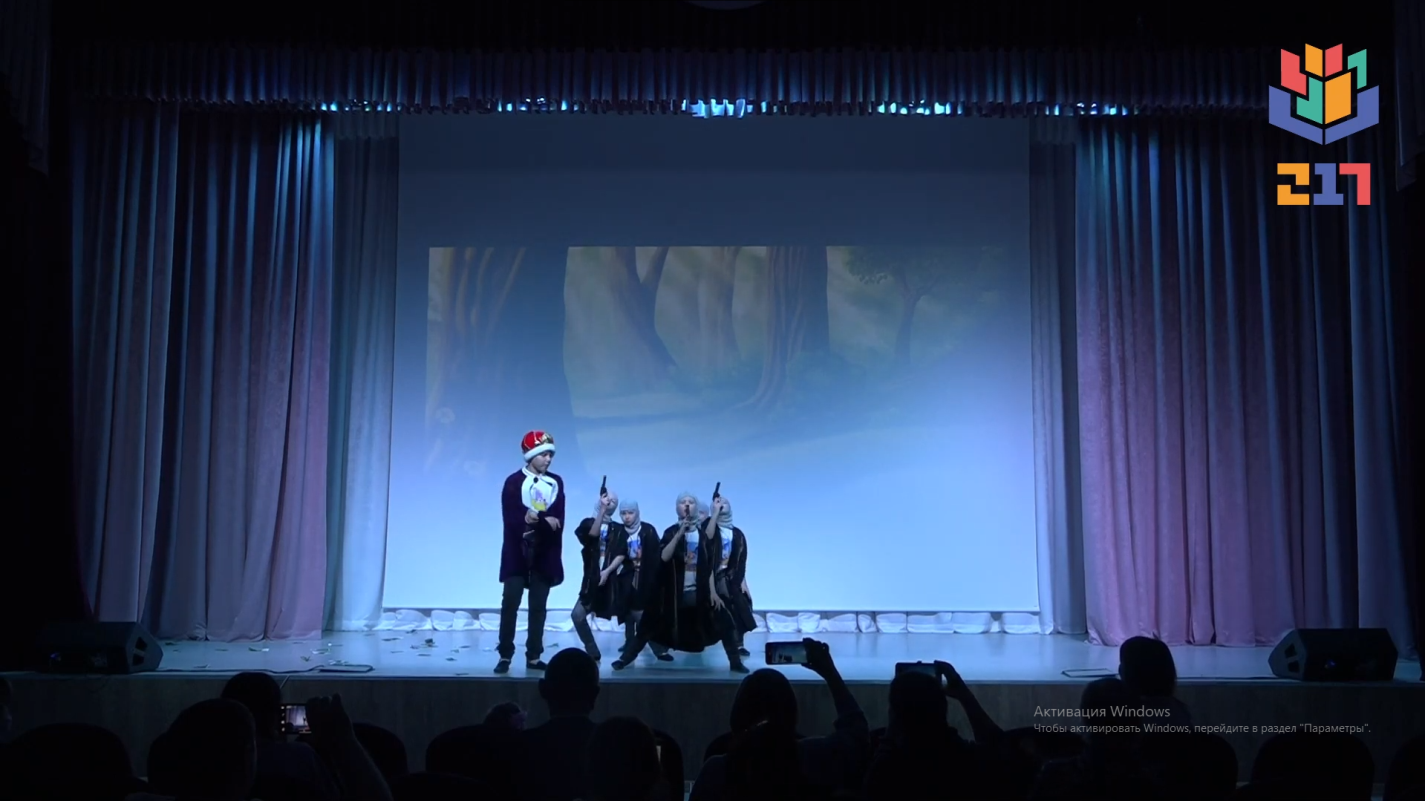 217
Активация Windows
Чтобы активировать Windows, перейдите в раздел "Параметры".